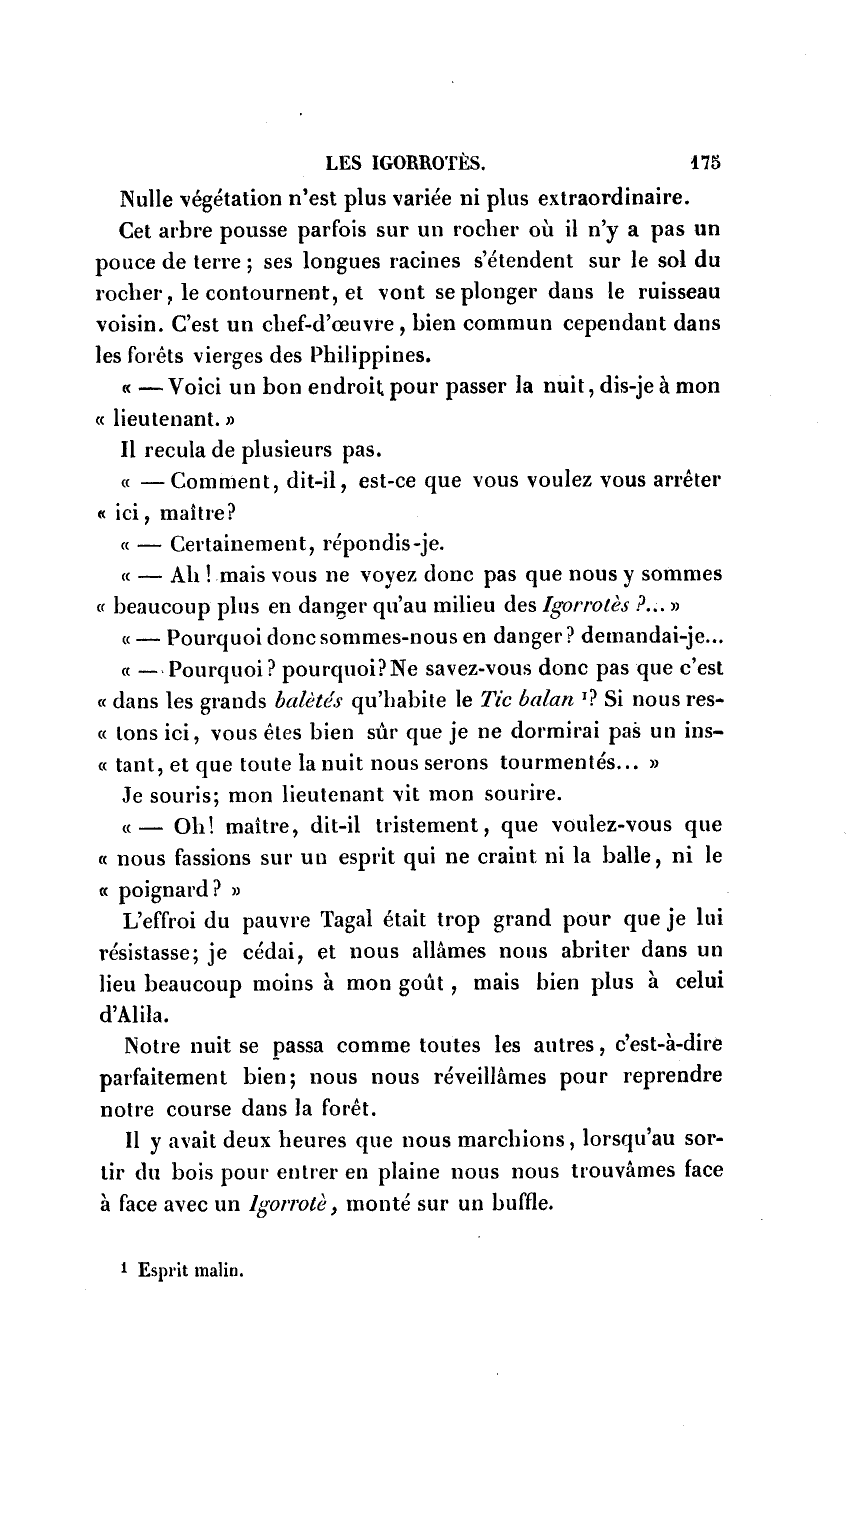 LES IGORROTÈS. 175
Nulle végétation n'est plus variée ni plus extraordinaire.
Cet arbre pousse parfois sur un rocher où il n'y a pas un
pouce de terre ; ses longues racines s'étendent sur le sol du
rocher, le contournent, et vont se plonger dans le ruisseau
voisin. C'est un chef-d'œuvre, bien commun cependant dans
les forêts vierges des Philippines.
« — Voici un bon endroit pour passer la nuit, dis-je à mon
« lieutenant. »
Il recula de plusieurs pas.
« — Comment, dit-il, est-ce que vous voulez vous arrêter
« ici, maître?
« — Certainement, répondis-je.
« — Ah ! mais vous ne voyez donc pas que nous y sommes
« beaucoup plus en danger qu'au milieu des Igorrotès ?... »
« — Pourquoi donc sommes-nous en danger? demandai-je...
« — Pourquoi ? pourquoi? Ne savez-vous donc pas que c'est
« dans les grands balètés qu'habite le Tic balan ¹? Si nous res-
« tons ici, vous êtes bien sûr que je ne dormirai pas un ins-
« tant, et que toute la nuit nous serons tourmentés... »
Je souris; mon lieutenant vit mon sourire.
« — Oh! maître, dit-il tristement, que voulez-vous que
« nous fassions sur un esprit qui ne craint ni la balle, ni le
« poignard? »
L'effroi du pauvre Tagal était trop grand pour que je lui
résistasse; je cédai, et nous allâmes nous abriter dans un
lieu beaucoup moins à mon goût, mais bien plus à celui
d'Alila.
Notre nuit se passa comme toutes les autres, c'est-à-dire
parfaitement bien; nous nous réveillâmes pour reprendre
notre course dans la forêt.
Il y avait deux heures que nous marchions, lorsqu'au sor-
tir du bois pour entrer en plaine nous nous trouvâmes face
à face avec un Igorrotè, monté sur un buffle.
¹ Esprit malin.